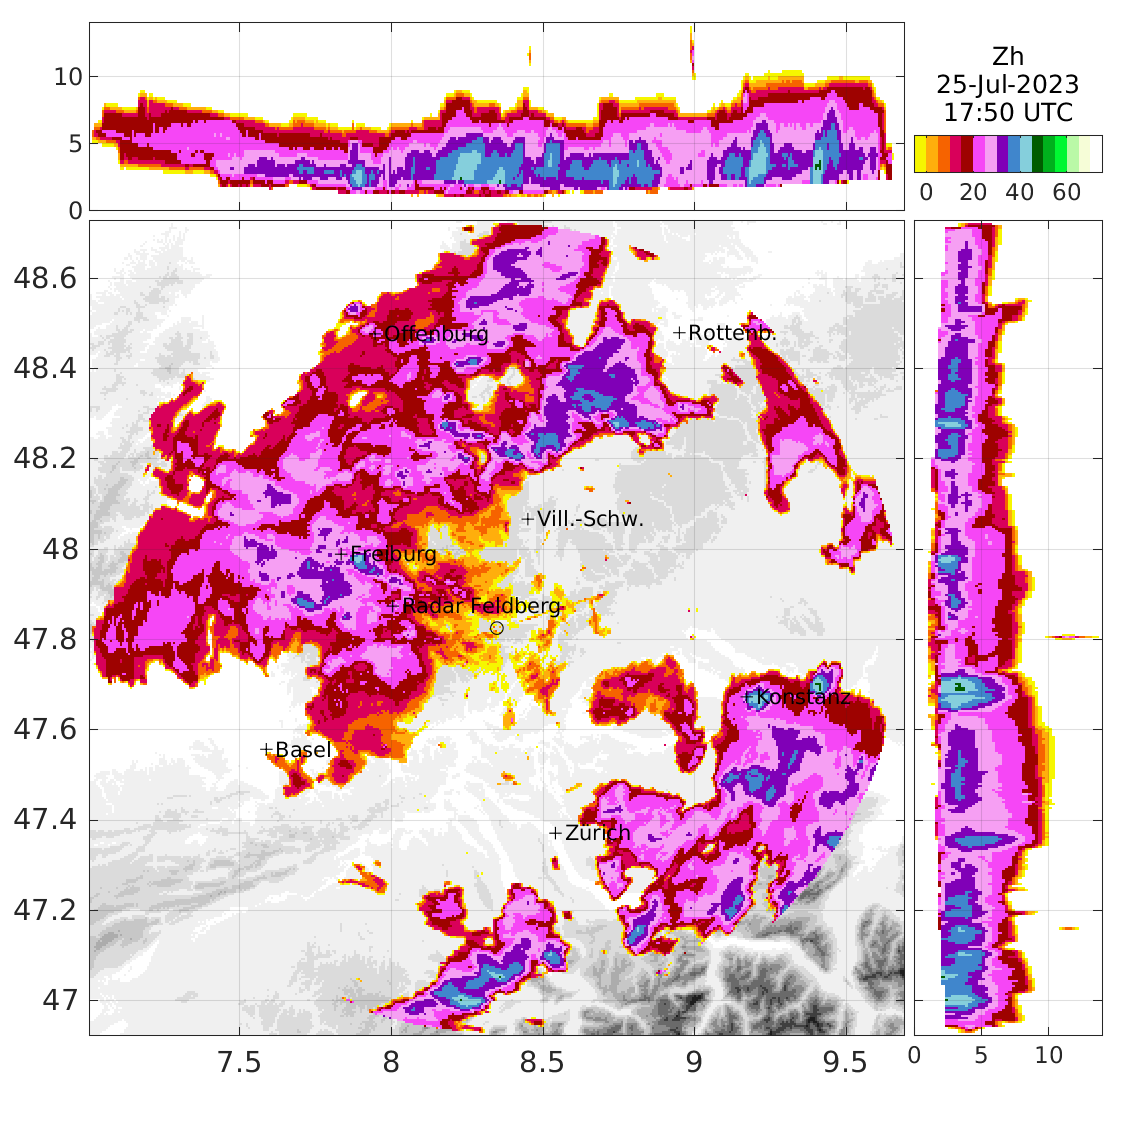 10
5
0
Zh
25-Jul-2023
17:50 UTC
0 20 40 60
48.6
48.4
48.2
48
47.8
47.6
47.4
47.2
47
Offenburg
Rottenb.
Vill.-Schw.
Freiburg
Radar Feldberg
Konstanz
Basel
Zürich
7.5 8 8.5 9 9.5
0 5 10